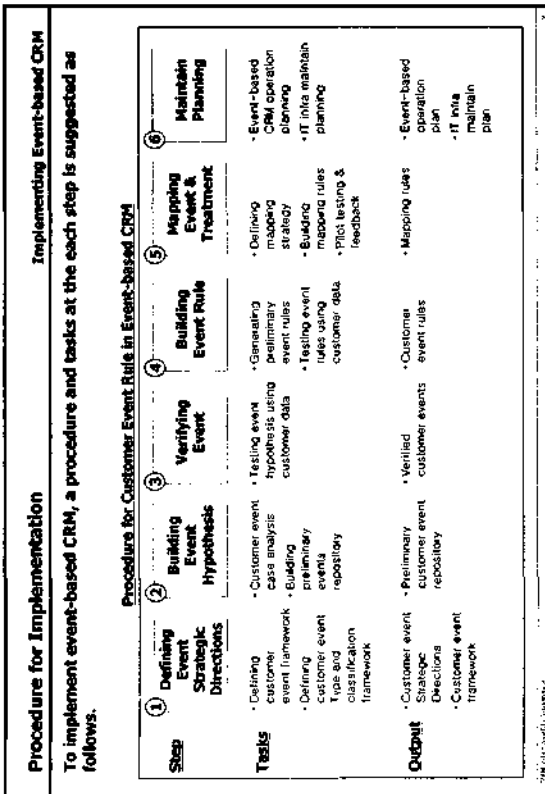 Procedure for Implementation
Implementing Event-based CRM
To implement event-based CRM, a procedure and tasks at the each step is suggested as
follows.
Procedure for Customer Event Rule in Event-based CRM
Step
① Defining
Event
Strategic
Directions
② Building
Event
Hypothesis
③ Verifying
Event
④ Building
Event Rule
⑤ Mapping
Event &
Treatment
⑥ Maintain
Planning
Tasks
• Defining
customer
event framework
• Defining
customer event
Type and
classification
framework
• Customer event
case analysis
• Building
preliminary
events
repository
• Testing event
hypothesis using
customer data
• Generating
preliminary
event rules
• Testing event
rules using
customer data
• Defining
mapping
strategy
• Building
mapping rules
• Pilot testing &
feedback
• Event-based
CRM operation
planning
• IT infra maintain
planning
Output
• Customer event
Strategic
Directions
• Customer event
framework
• Preliminary
customer event
repository
• Verified
customer events
• Customer
event rules
• Mapping rules
• Event-based
operation
plan
• IT infra
maintain
plan